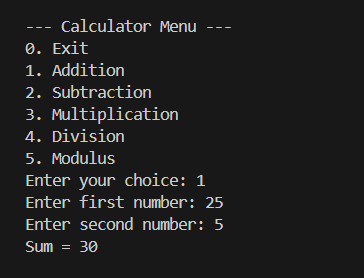 --- Calculator Menu ---
0. Exit
1. Addition
2. Subtraction
3. Multiplication
4. Division
5. Modulus
Enter your choice: 1
Enter first number: 25
Enter second number: 5
Sum = 30